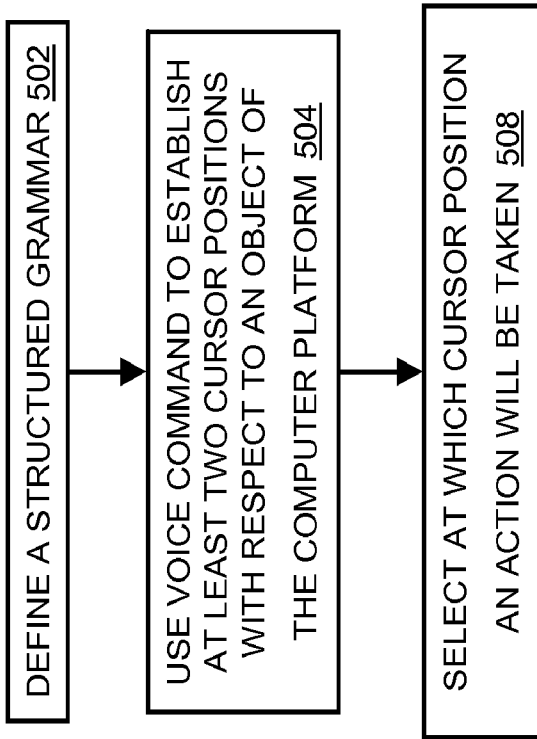 DEFINE A STRUCTURED GRAMMAR 502
USE VOICE COMMAND TO ESTABLISH
AT LEAST TWO CURSOR POSITIONS
WITH RESPECT TO AN OBJECT OF
THE COMPUTER PLATFORM 504
SELECT AT WHICH CURSOR POSITION
AN ACTION WILL BE TAKEN 508